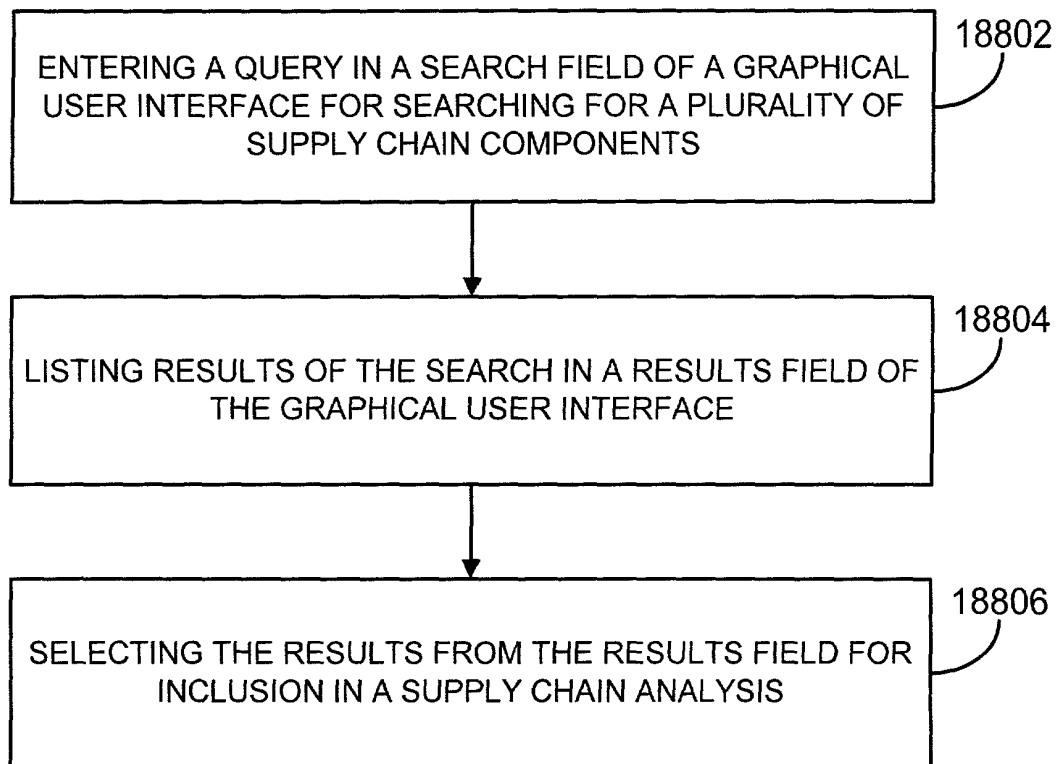 18802
ENTERING A QUERY IN A SEARCH FIELD OF A GRAPHICAL
USER INTERFACE FOR SEARCHING FOR A PLURALITY OF
SUPPLY CHAIN COMPONENTS
18804
LISTING RESULTS OF THE SEARCH IN A RESULTS FIELD OF
THE GRAPHICAL USER INTERFACE
18806
SELECTING THE RESULTS FROM THE RESULTS FIELD FOR
INCLUSION IN A SUPPLY CHAIN ANALYSIS